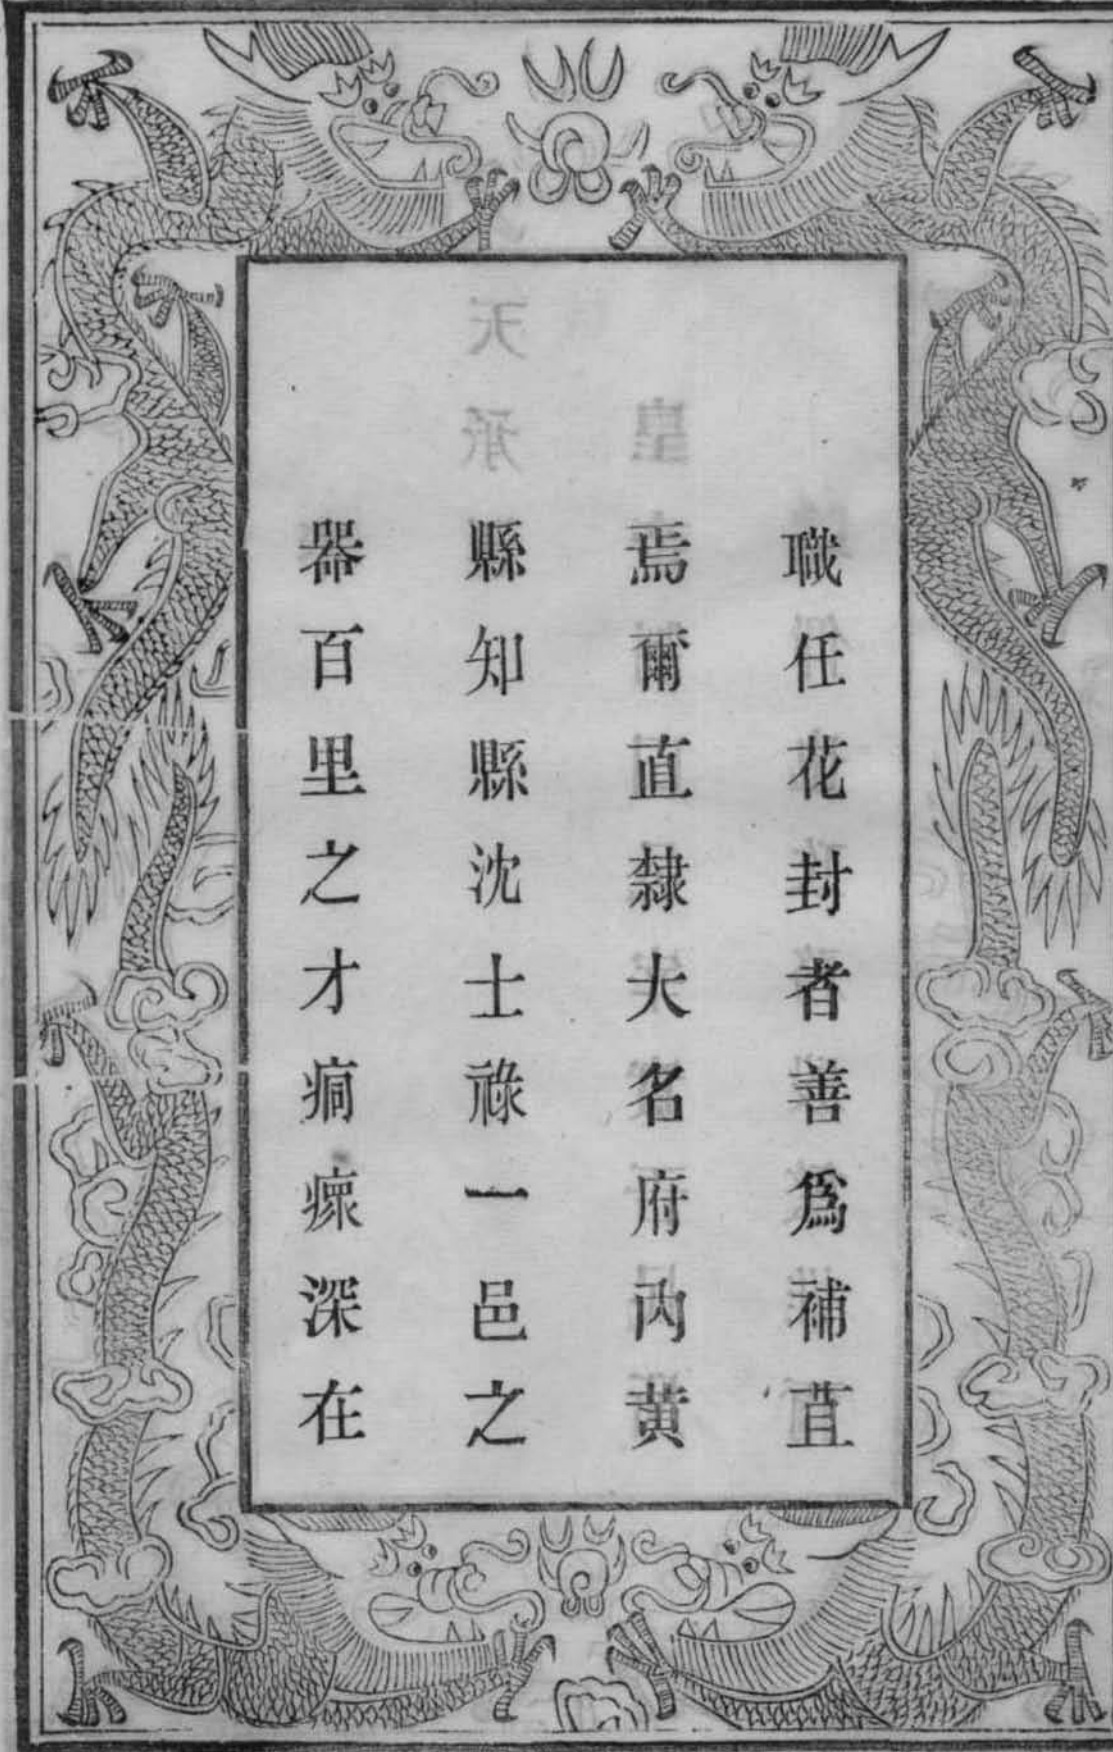 職任花封者善爲補苴
焉爾直隸大名府內黃
縣知縣沈士祿一邑之
器百里之才痌瘝深在